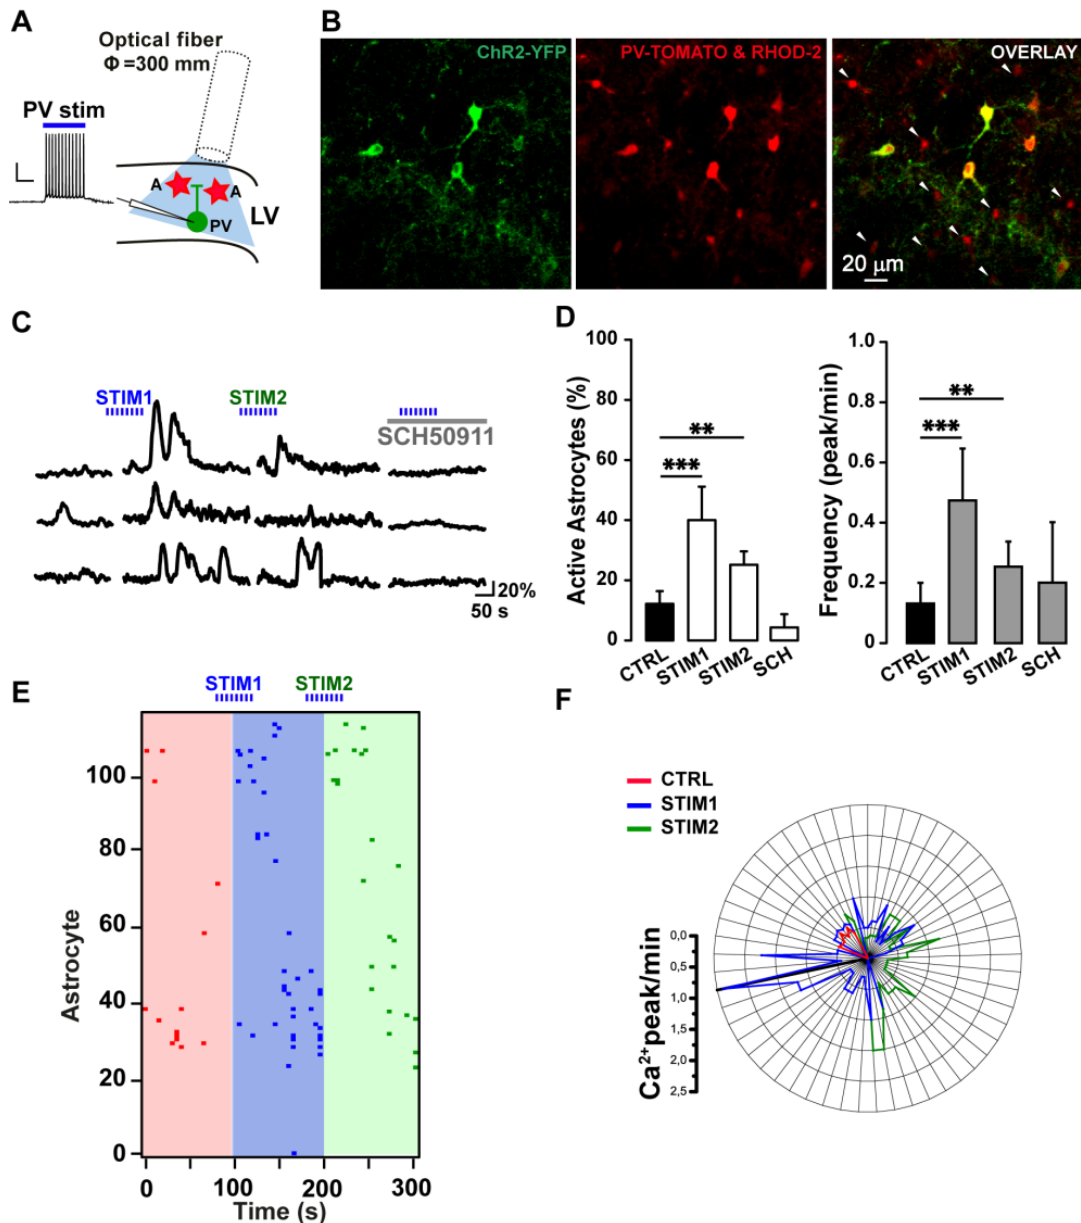 A
Optical fiber
Φ =300 mm
PV stim
A
A
PV
LV
B
ChR2-YFP
PV-TOMATO & RHOD-2
OVERLAY
20 µm
C
STIM1
STIM2
SCH50911
20%
50 s
D
Active Astrocytes (%)
100
80
60
40
20
0
**
***
CTRL
STIM1
STIM2
SCH
Frequency (peak/min)
1.0
0.8
0.6
0.4
0.2
0
**
***
CTRL
STIM1
STIM2
SCH
E
STIM1
STIM2
Astrocyte
100
80
60
40
20
0
0
100
200
300
Time (s)
F
CTRL
STIM1
STIM2
Ca²⁺peak/min
0,0
0,5
1,0
1,5
2,0
2,5